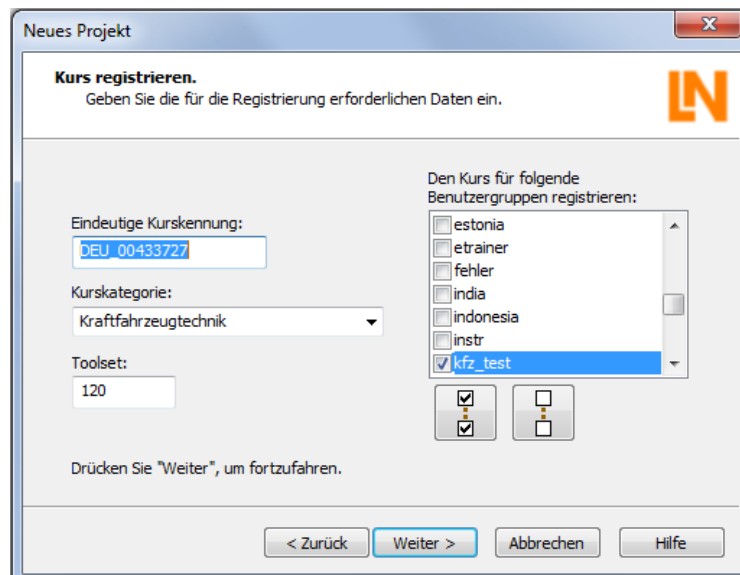 Neues Projekt
Kurs registrieren.
Geben Sie die für die Registrierung erforderlichen Daten ein.
LN
Eindeutige Kurskennung:
DEU_00433727
Kurskategorie:
Kraftfahrzeugtechnik
Toolset:
120
Den Kurs für folgende
Benutzergruppen registrieren:
estonia
etrainer
fehler
india
indonesia
instr
kfz_test
Drücken Sie "Weiter", um fortzufahren.
< Zurück
Weiter >
Abbrechen
Hilfe